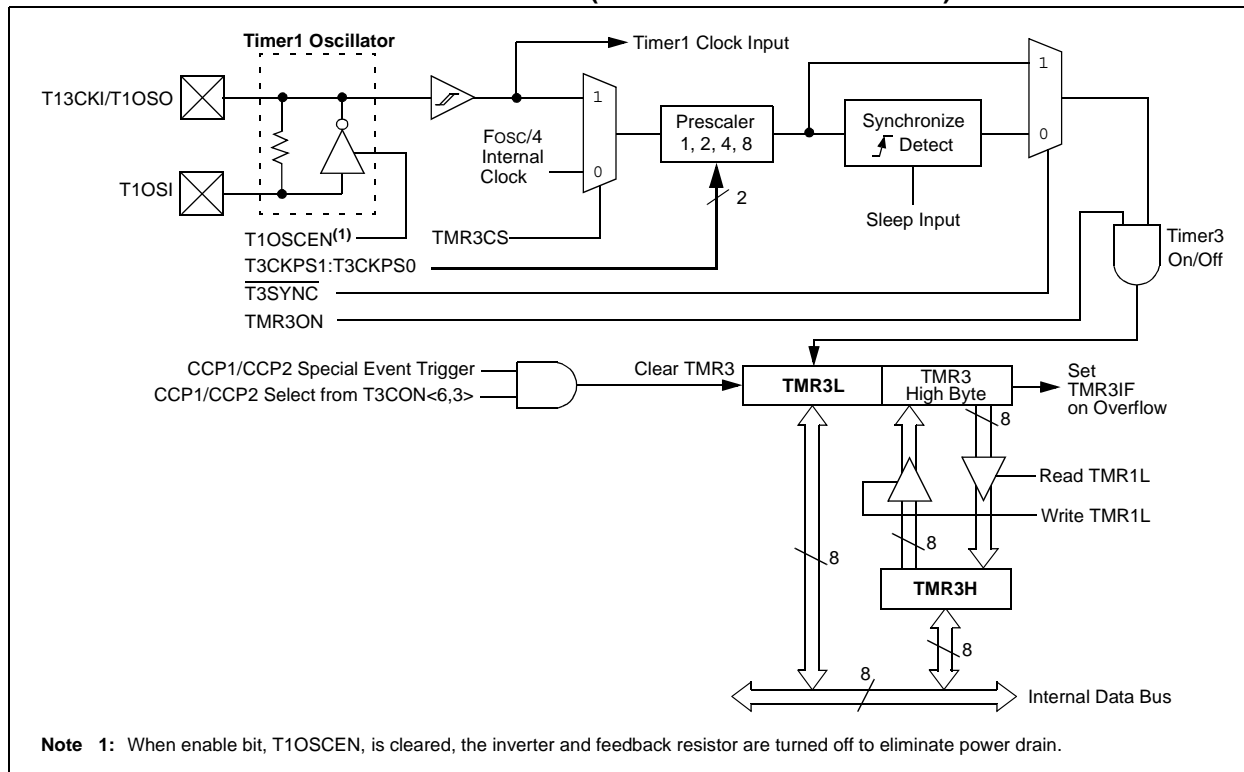 Timer1 Oscillator
Timer1 Clock Input
T13CKI/T1OSO
T1OSI
FOSC/4
Internal
Clock
1
0
Prescaler
1, 2, 4, 8
2
Synchronize
Detect
Sleep Input
1
0
T1OSCEN(1)
TMR3CS
T3CKPS1:T3CKPS0
T3SYNC
TMR3ON
Timer3
On/Off
CCP1/CCP2 Special Event Trigger
CCP1/CCP2 Select from T3CON<6,3>
Clear TMR3
TMR3L
TMR3
High Byte
Set
TMR3IF
on Overflow
8
Read TMR1L
Write TMR1L
8
8
TMR3H
8
8
Internal Data Bus
Note 1: When enable bit, T1OSCEN, is cleared, the inverter and feedback resistor are turned off to eliminate power drain.